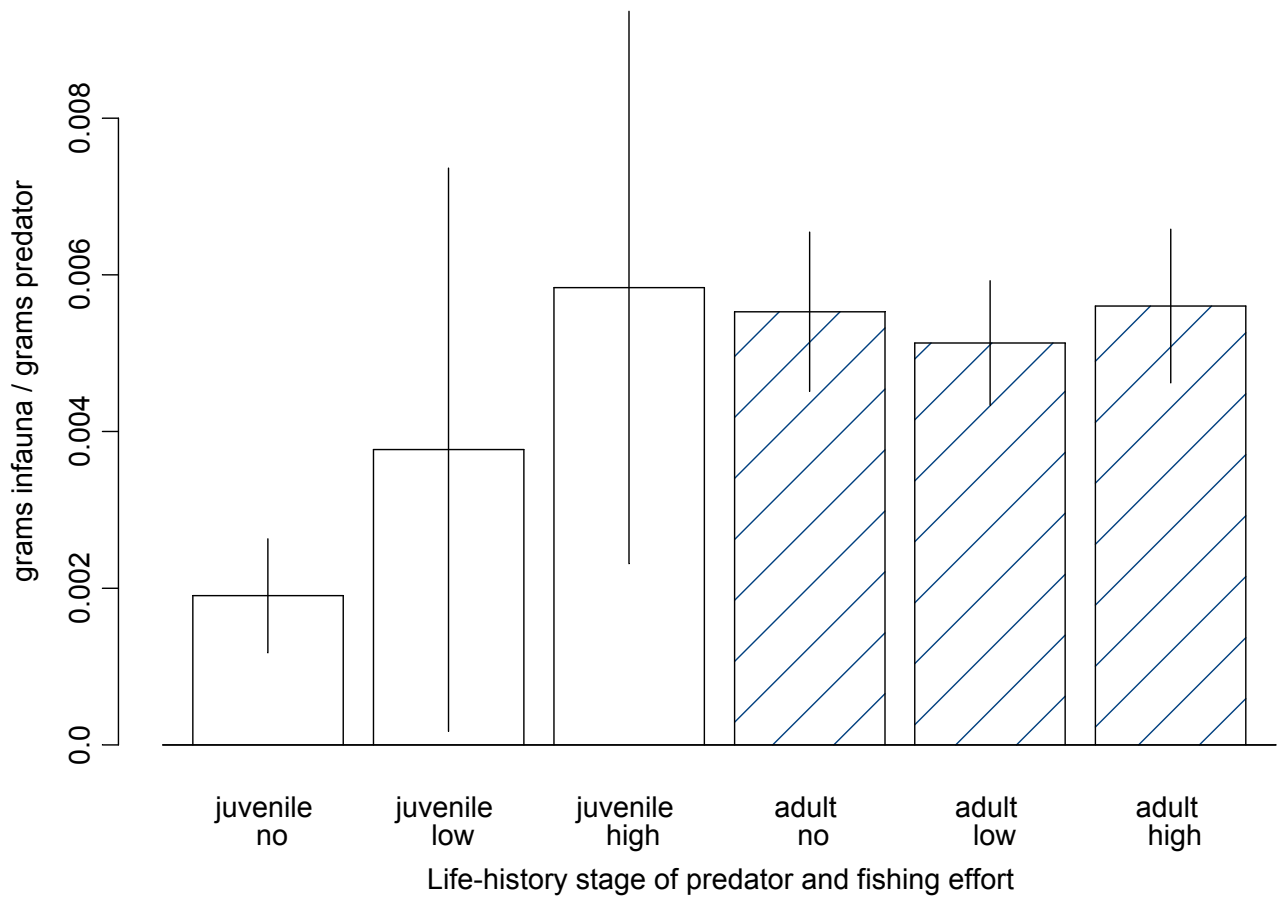 0.008
0.006
0.004
0.002
0.0
grams infauna / grams predator
juvenile no
juvenile low
juvenile high
adult no
adult low
adult high
Life-history stage of predator and fishing effort